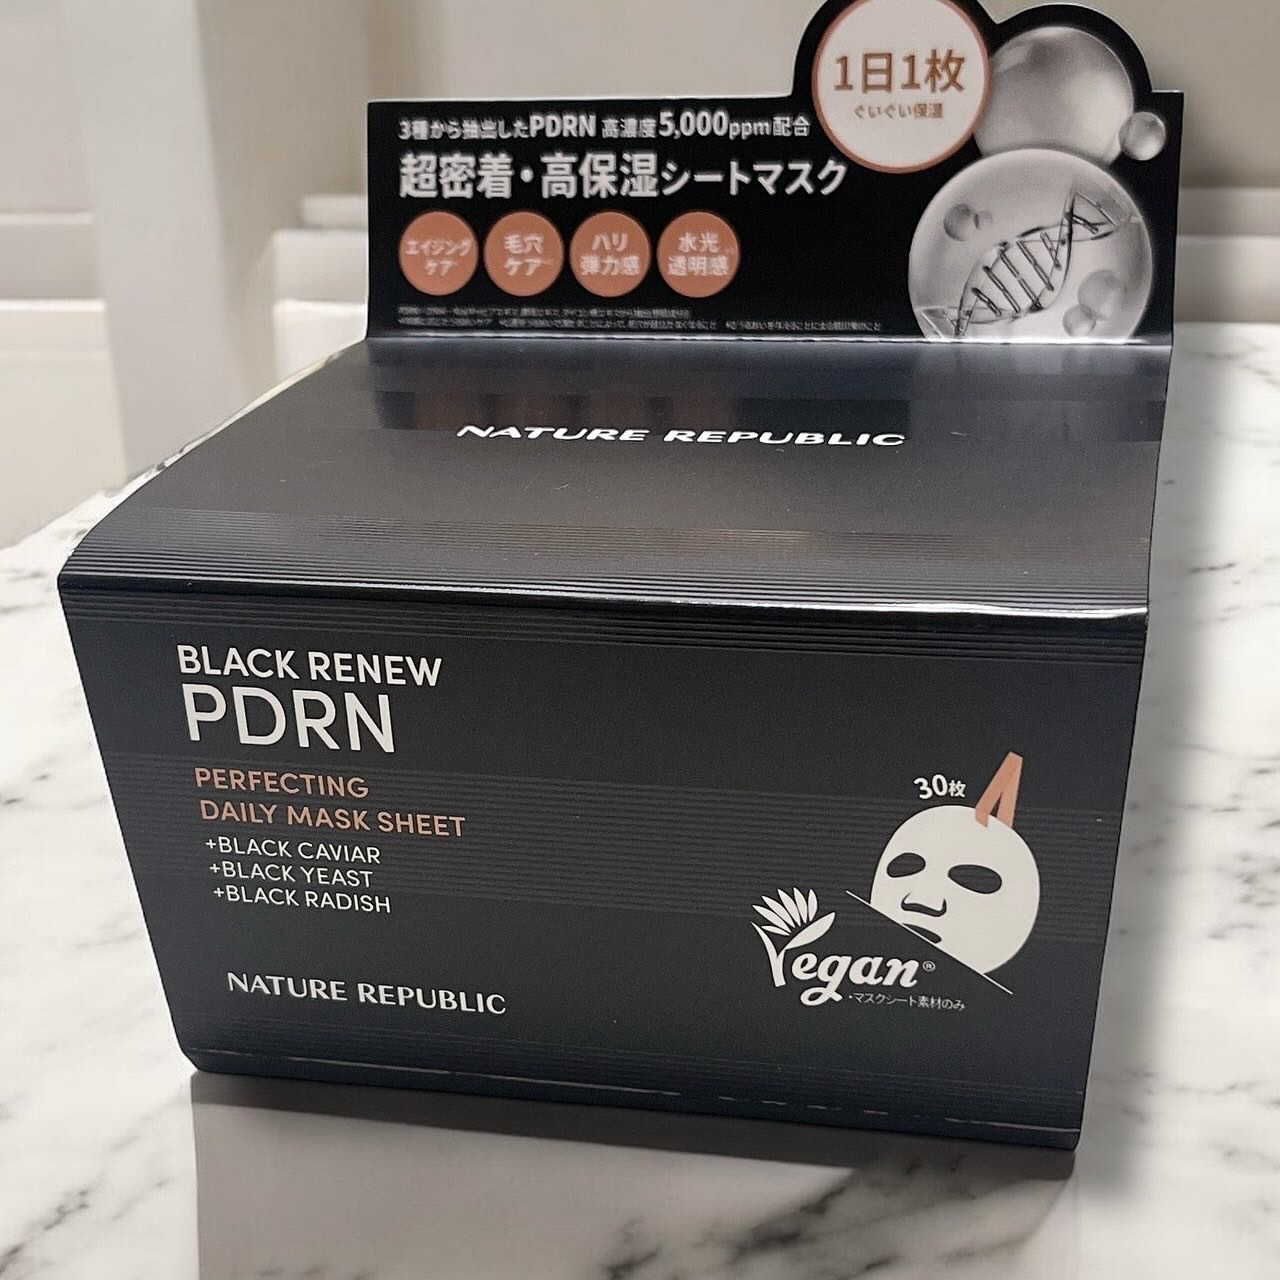 1日1枚
ぐいぐい保湿
3種から抽出したPDRN 高濃度5,000ppm配合
超密着・高保湿シートマスク
エイジングケア
毛穴ケア
ハリ弾力感
水光透明感
NATURE REPUBLIC
BLACK RENEW
PDRN
PERFECTING
DAILY MASK SHEET
+BLACK CAVIAR
+BLACK YEAST
+BLACK RADISH
30枚
Vegan®
・マスクシート素材のみ
NATURE REPUBLIC